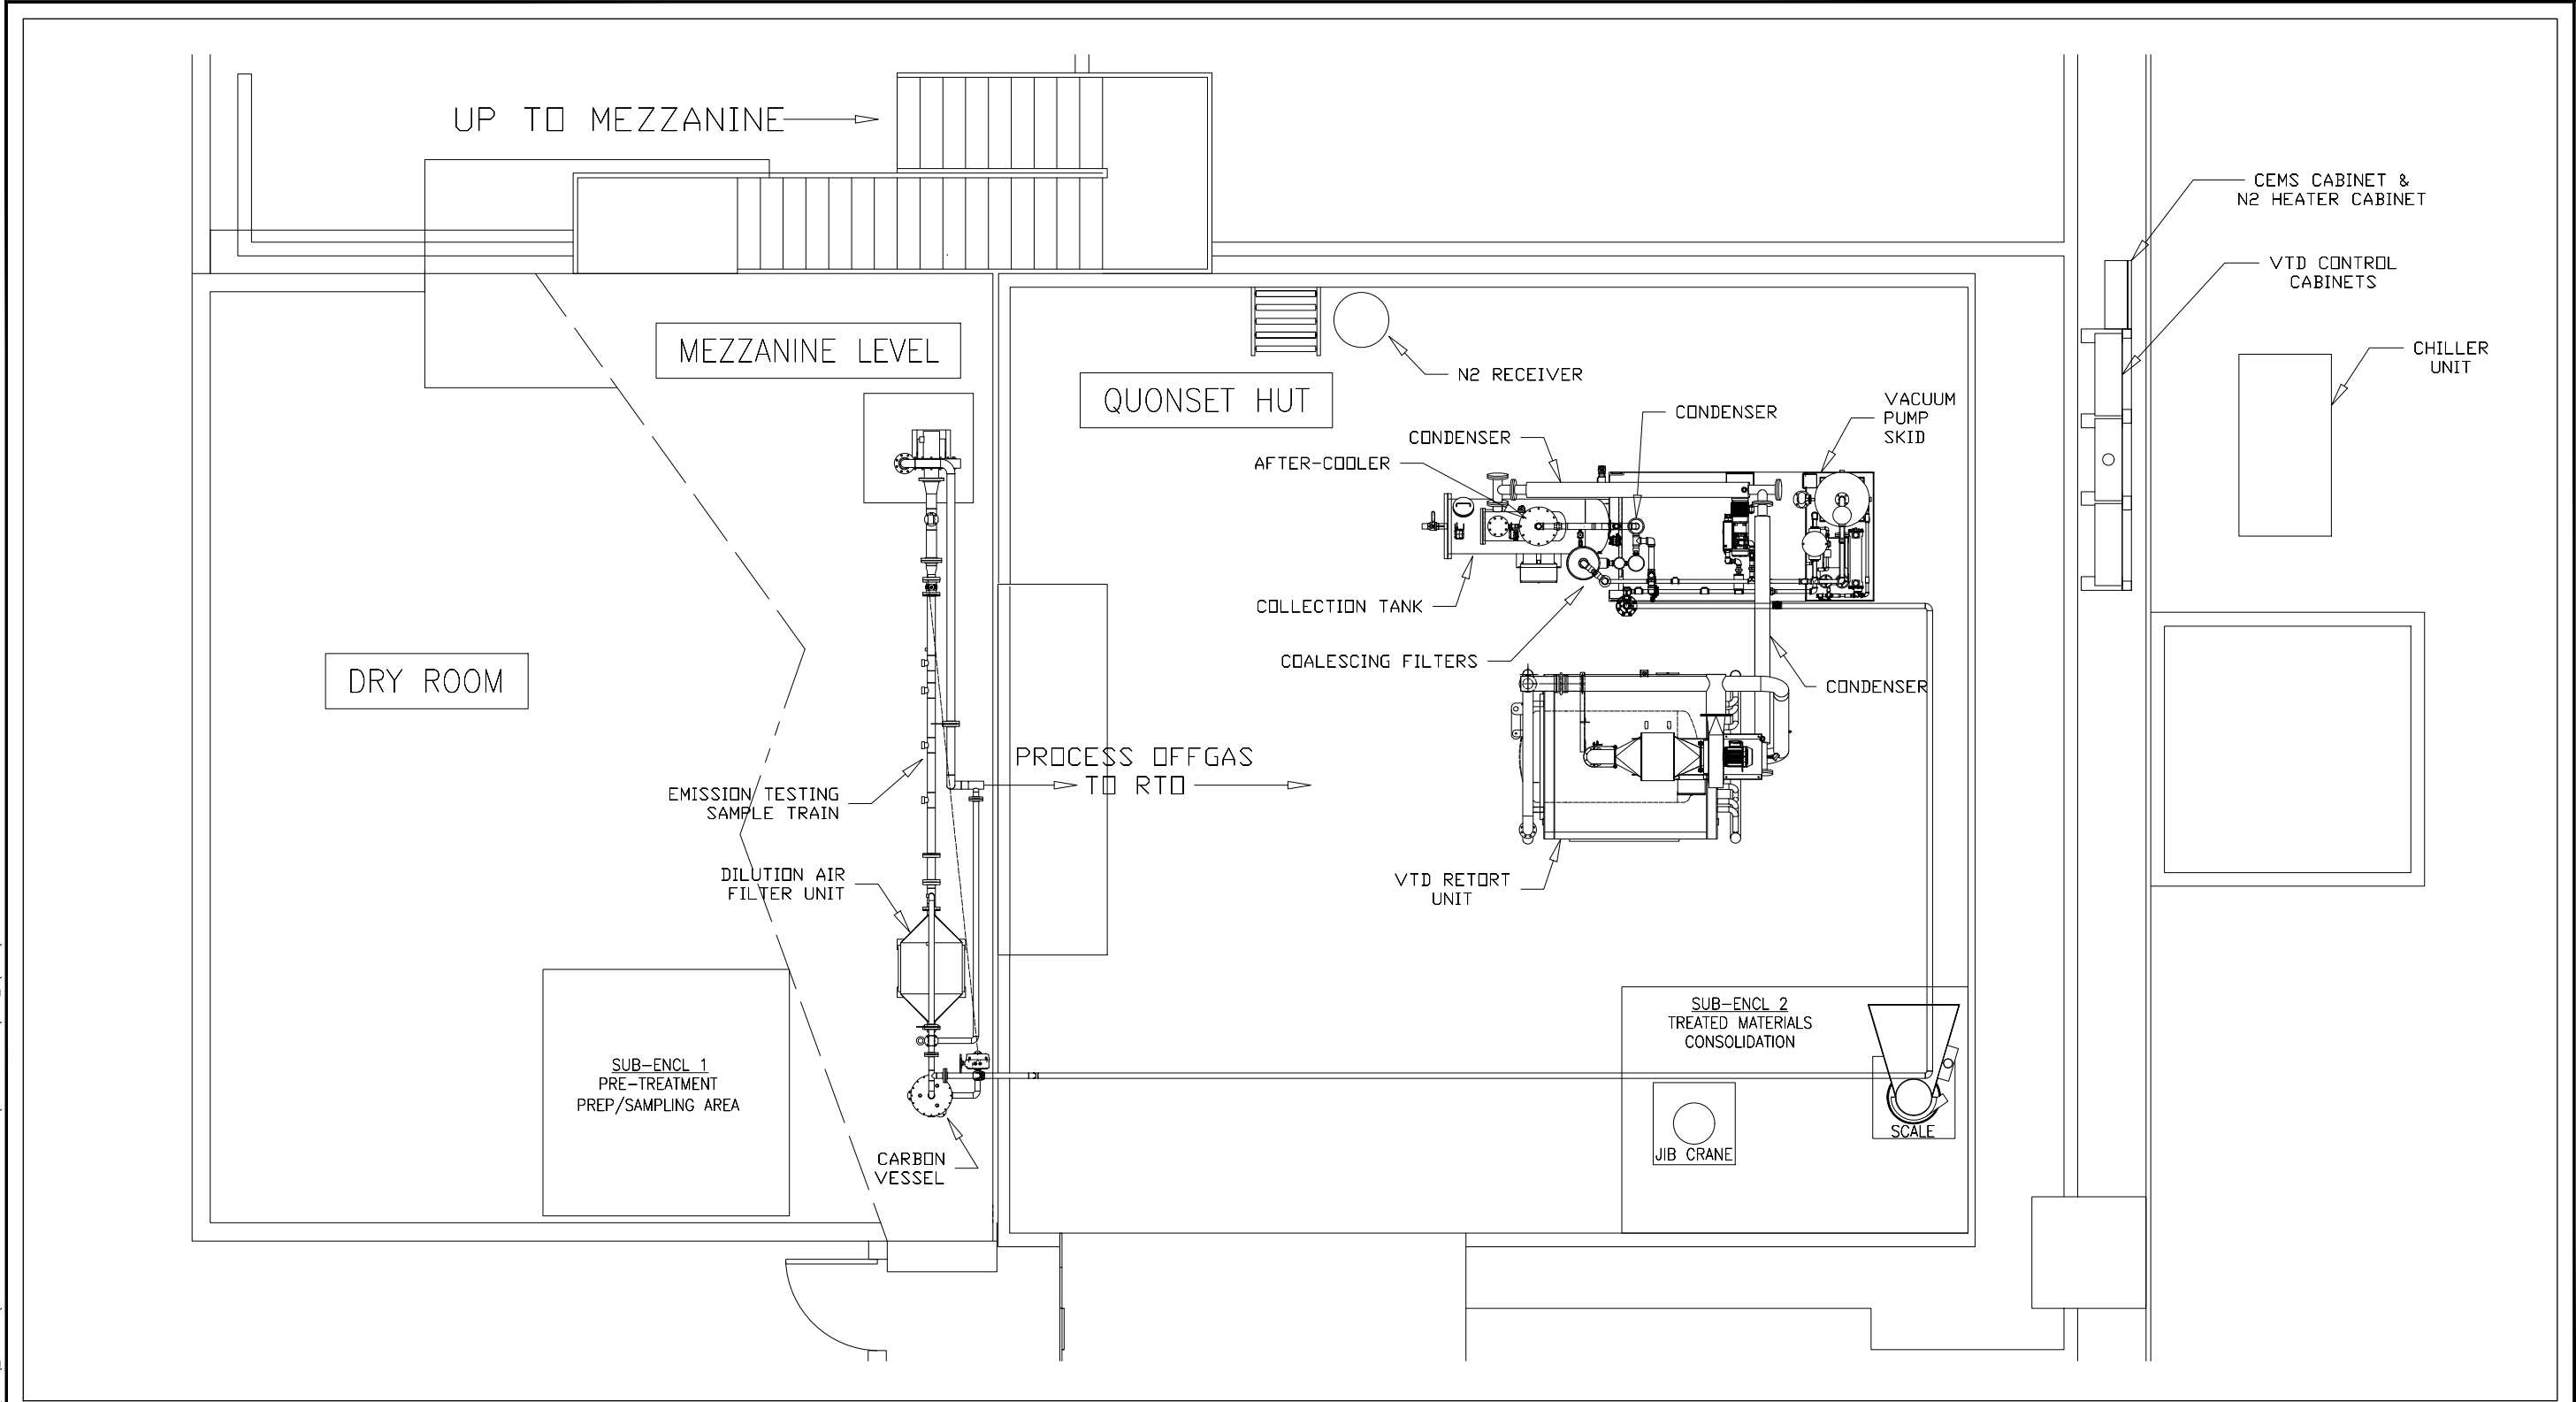 UP TO MEZZANINE
CEMS CABINET &
N2 HEATER CABINET
VTD CONTROL
CABINETS
CHILLER
UNIT
MEZZANINE LEVEL
QUONSET HUT
N2 RECEIVER
CONDENSER
CONDENSER
VACUUM
PUMP
SKID
AFTER-COOLER
COLLECTION TANK
COALESCING FILTERS
CONDENSER
DRY ROOM
PROCESS OFFGAS
TO RTO
EMISSION TESTING
SAMPLE TRAIN
DILUTION AIR
FILTER UNIT
VTD RETORT
UNIT
SUB-ENCL 2
TREATED MATERIALS
CONSOLIDATION
SUB-ENCL 1
PRE-TREATMENT
PREP/SAMPLING AREA
SCALE
JIB CRANE
CARBON
VESSEL